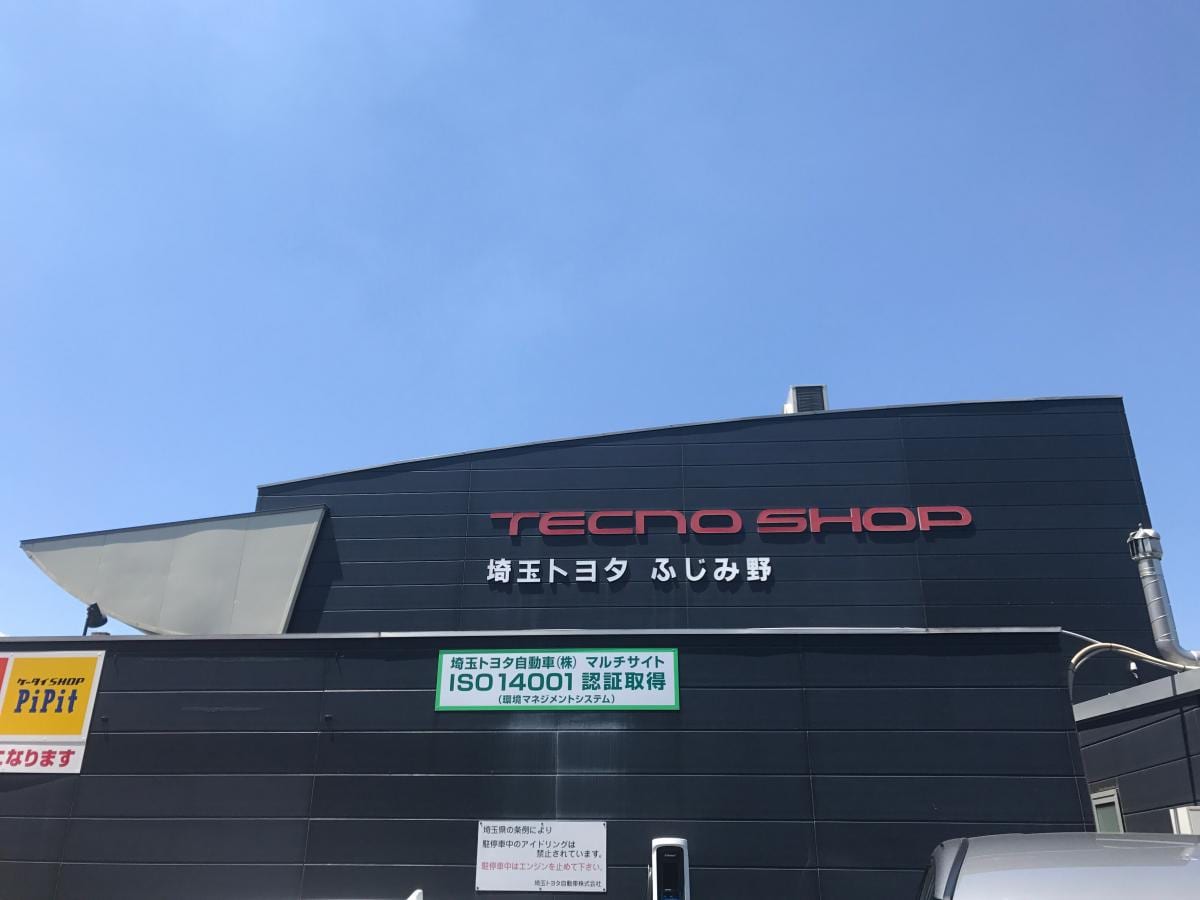 TECNO SHOP
埼玉トヨタ ふじみ野
埼玉トヨタ自動車(株) マルチサイト
ISO14001 認証取得
(環境マネジメントシステム)
ケータイSHOP
PiPit
になります
埼玉県の条例により
駐停車中のアイドリングは
禁止されています。
駐停車中はエンジンを止めて下さい。
埼玉トヨタ自動車株式会社